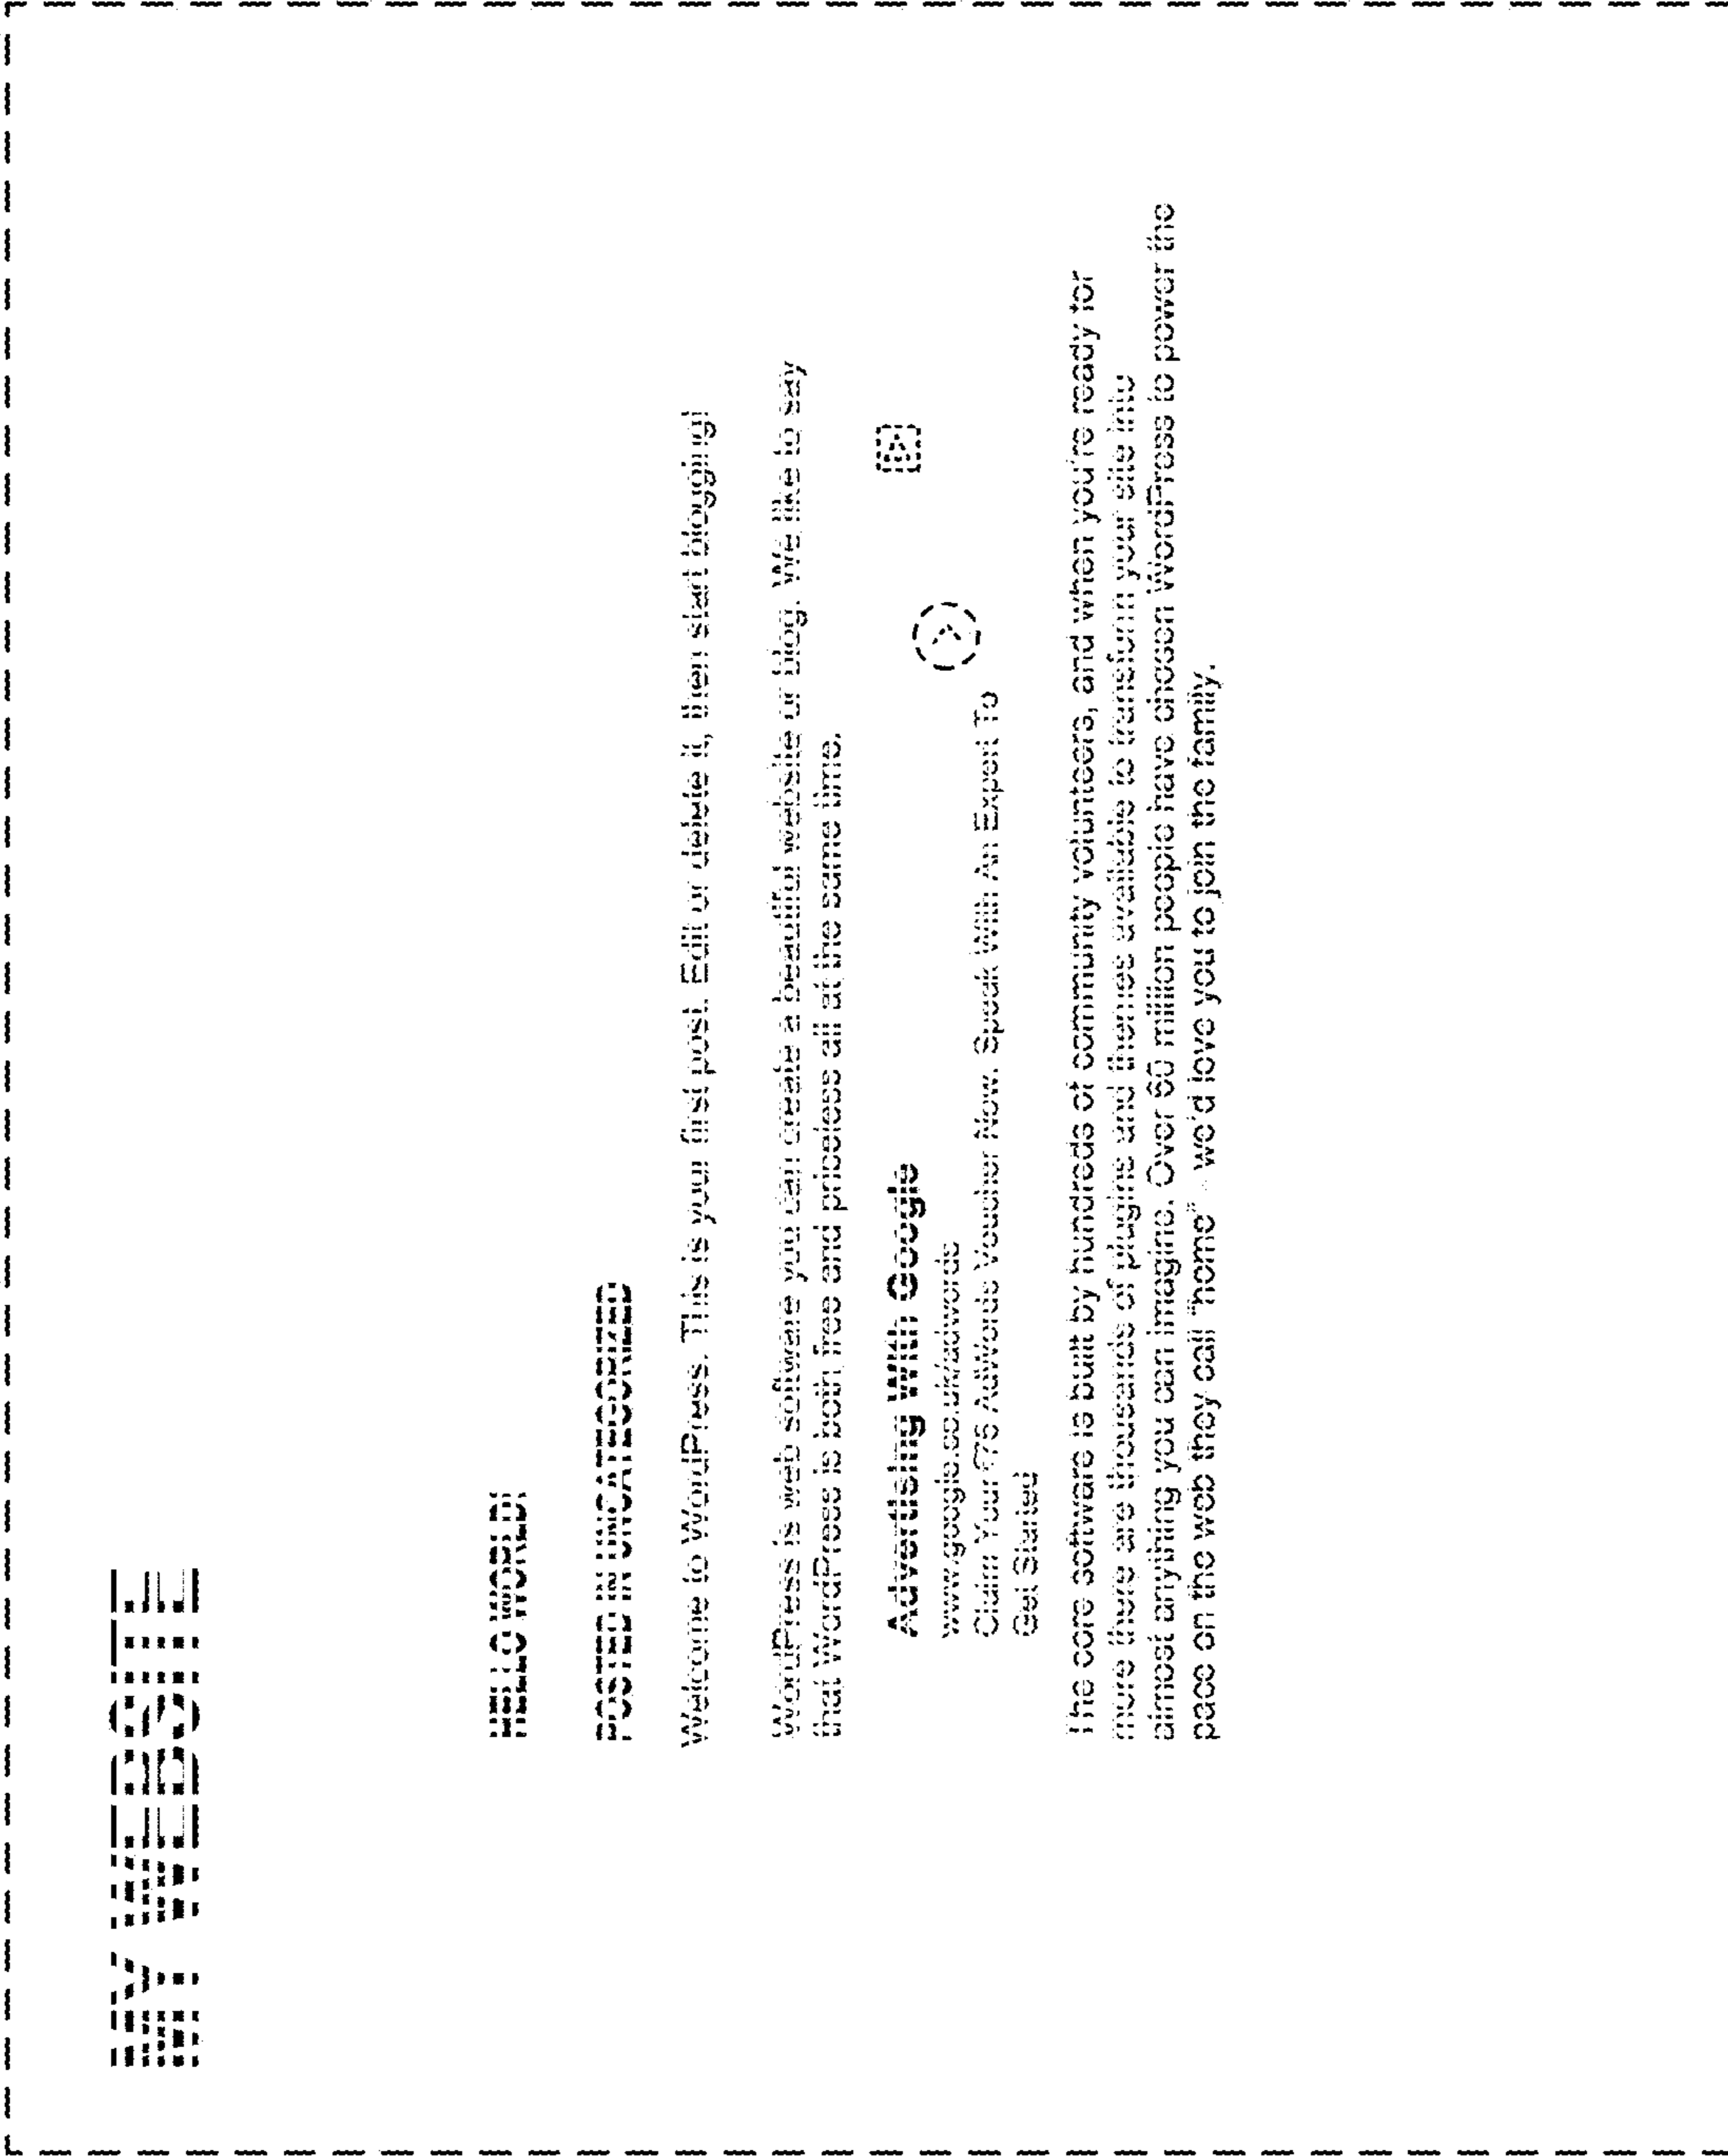 MY WEBSITE
HELLO WORLD!
POSTED IN UNCATEGORIZED
Welcome to WordPress. This is your first post. Edit or delete it, then start blogging!
WordPress is web software you can create a beautiful website or blog. We like to say
that WordPress is both free and priceless all at the same time.
Advertising With Google
www.google.co.uk/adwords
Claim Your £75 AdWords Voucher Now. Speak With An Expert To
Get Started
The core software is built by hundreds of community volunteers, and when you're ready for
more there are thousands of plugins and themes available to transform your site into
almost anything you can imagine. Over 60 million people have chosen WordPress to power the
pace on the web they call "home" - we'd love you to join the family.